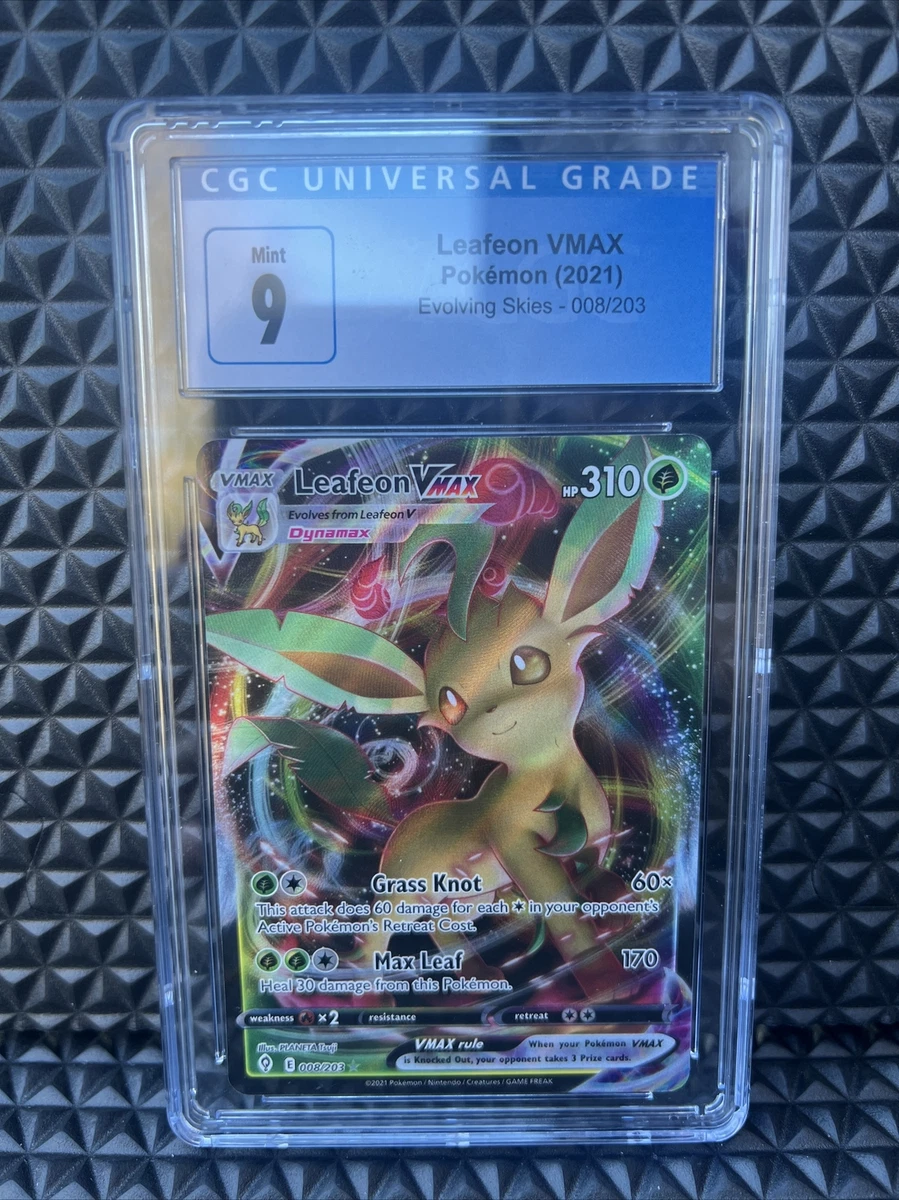 CGC UNIVERSAL GRADE
Mint
9
Leafeon VMAX
Pokémon (2021)
Evolving Skies - 008/203
VMAX
Leafeon VMAX
HP 310
Evolves from Leafeon V
Dynamax
Grass Knot 60×
This attack does 60 damage for each in your opponent's
Active Pokémon's Retreat Cost.
Max Leaf 170
Heal 30 damage from this Pokémon.
weakness ×2 resistance retreat
Illus. PLANETA Tsuji
VMAX rule When your Pokémon VMAX
is Knocked Out, your opponent takes 3 Prize cards.
E 008/203
©2021 Pokémon / Nintendo / Creatures / GAME FREAK